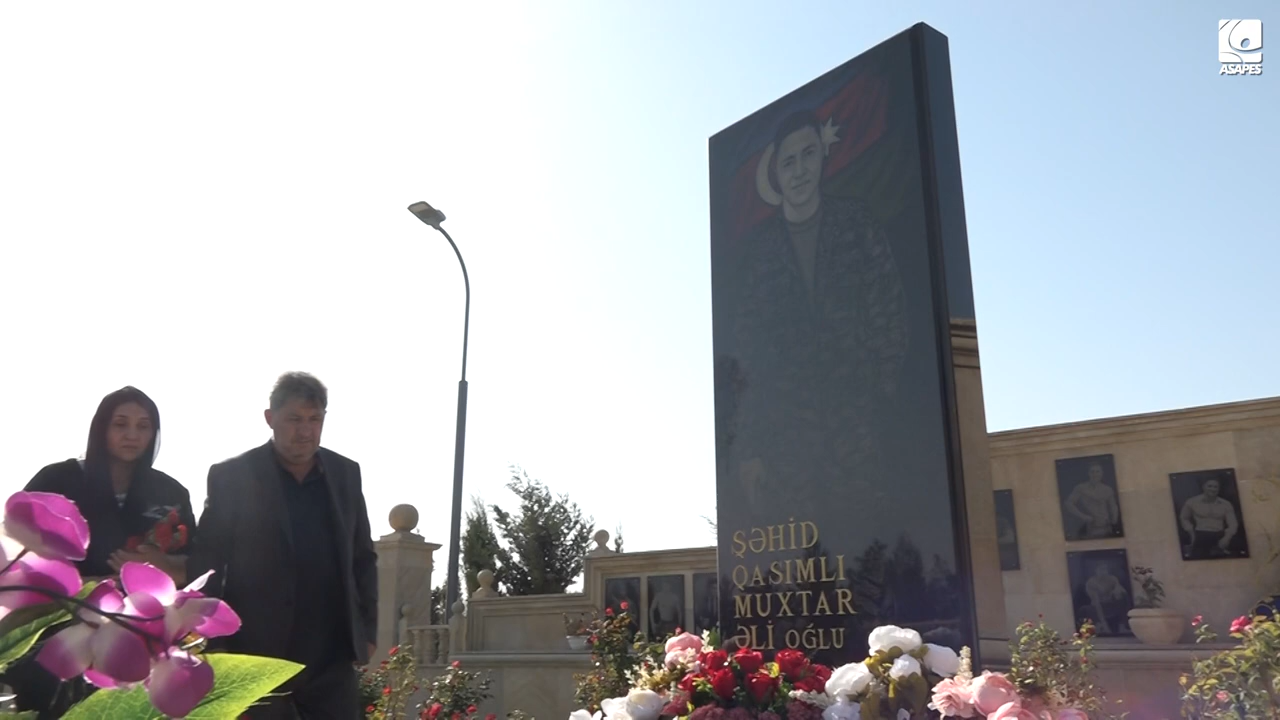 ASAPES
ŞƏHİD
QASIMLI
MUXTAR
ƏLİ OĞLU